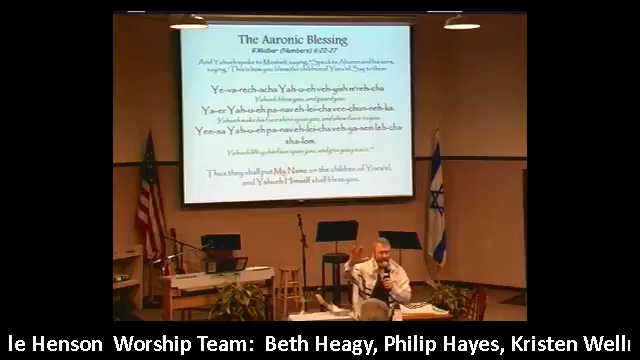 The Aaronic Blessing
B'Midbar (Numbers) 6:22-27
And Yahueh spoke to Mosheh, saying, "Speak to Aharon and his sons,
saying, 'This is how you bless the children of Yisra'el. Say to them:
Ye-va-rech-acha Yah-u-eh veh-yish m'reh-cha
Yahueh bless you, and guard you.
Ya-er Yah-u-eh pa-nav eh-lei-cha vee-chun-neh-ka.
Yahueh make his face shine upon you, and show favor to you.
Yee-sa Yah-u-eh pa-nav eh-lei-cha veh-ya-sem leh-cha
sha-lom.
Yahueh lift up his face upon you, and give you peace."
Thus they shall put My Name on the children of Yisra'el,
and Yahueh Himself shall bless you.
le Henson Worship Team: Beth Heagy, Philip Hayes, Kristen